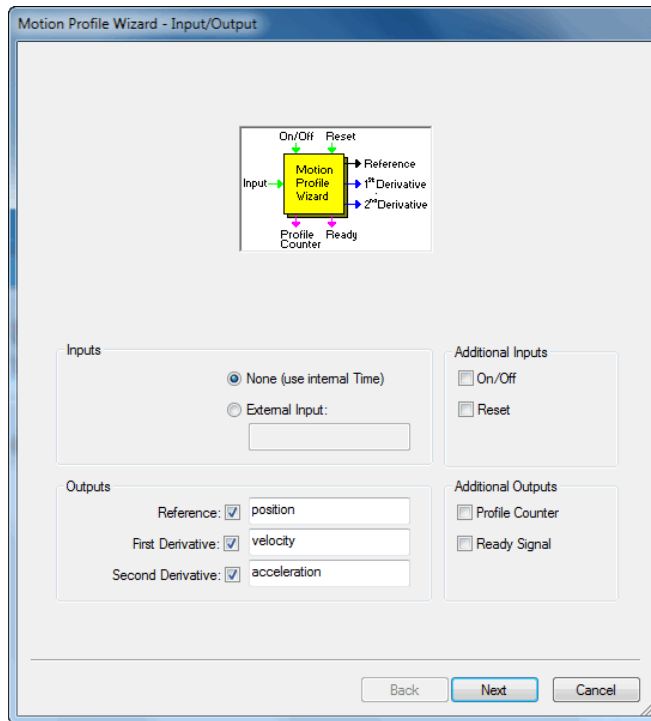 Motion Profile Wizard - Input/Output
On/Off Reset
Input
Motion
Profile
Wizard
Reference
1st Derivative
2nd Derivative
Profile
Counter
Ready
Inputs
None (use internal Time)
External Input:
Additional Inputs
On/Off
Reset
Outputs
Reference: position
First Derivative: velocity
Second Derivative: acceleration
Additional Outputs
Profile Counter
Ready Signal
Back Next Cancel